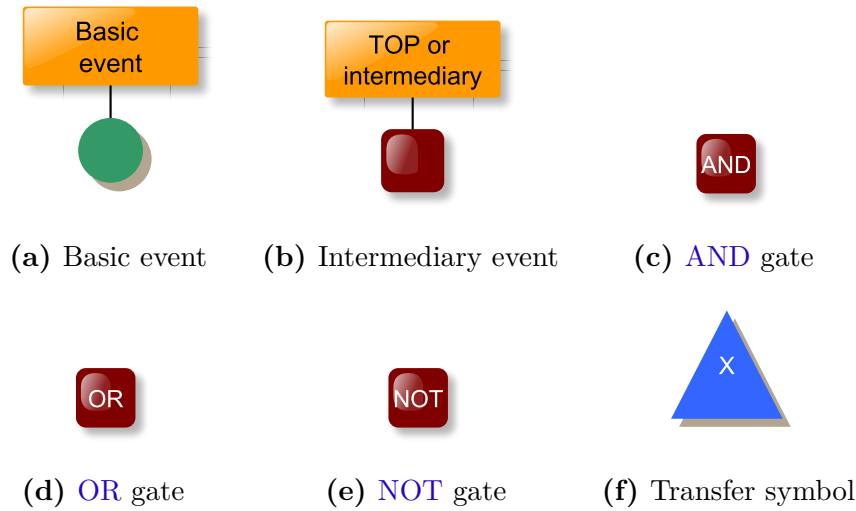 Basic
event
TOP or
intermediary
AND
(a) Basic event
(b) Intermediary event
(c) AND gate
OR
NOT
X
(d) OR gate
(e) NOT gate
(f) Transfer symbol